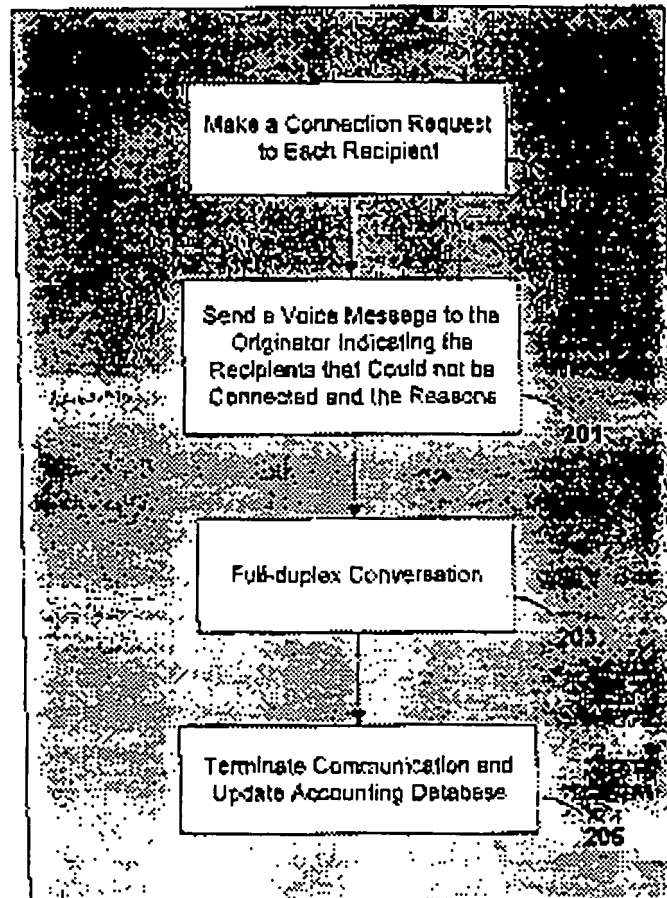 Make a Connection Request
to Each Recipient
Send a Voice Message to the
Originator Indicating the
Recipients that Could not be
Connected and the Reasons
201
Full-duplex Conversation
203
Terminate Communication and
Update Accounting Database
205